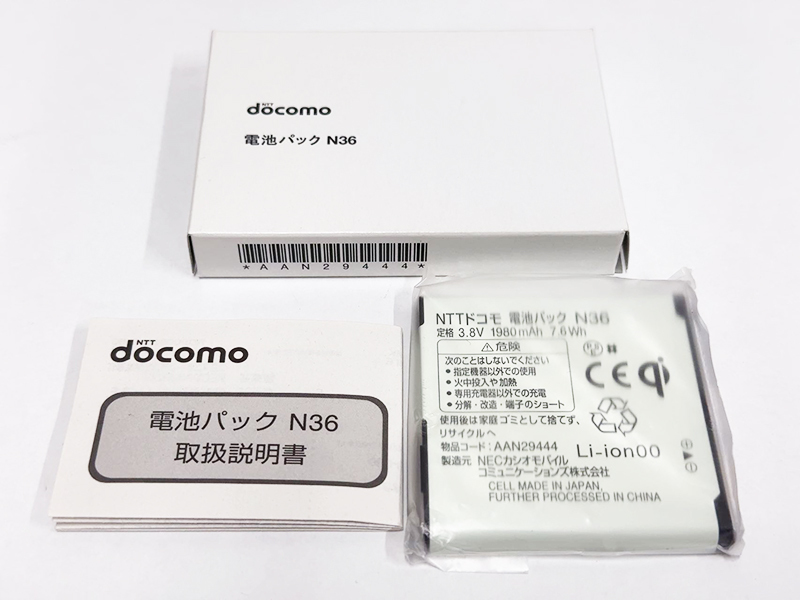 NTT
döcomo
電池パック N36
*AAN29444*
NTT
döcomo
電池パック N36
取扱説明書
NTTドコモ 電池パック N36
定格 3.8V 1980mAh 7.6Wh
⚠危険
次のことはしないでください
•指定機器以外での使用
•火中投入や加熱
•専用充電器以外での充電
•分解・改造・端子のショート
使用後は家庭ゴミとして捨てず、
リサイクルへ
物品コード:AAN29444
製造元 NECカシオモバイル
コミュニケーションズ株式会社
CELL MADE IN JAPAN,
FURTHER PROCESSED IN CHINA
CE qi
Li-ion00